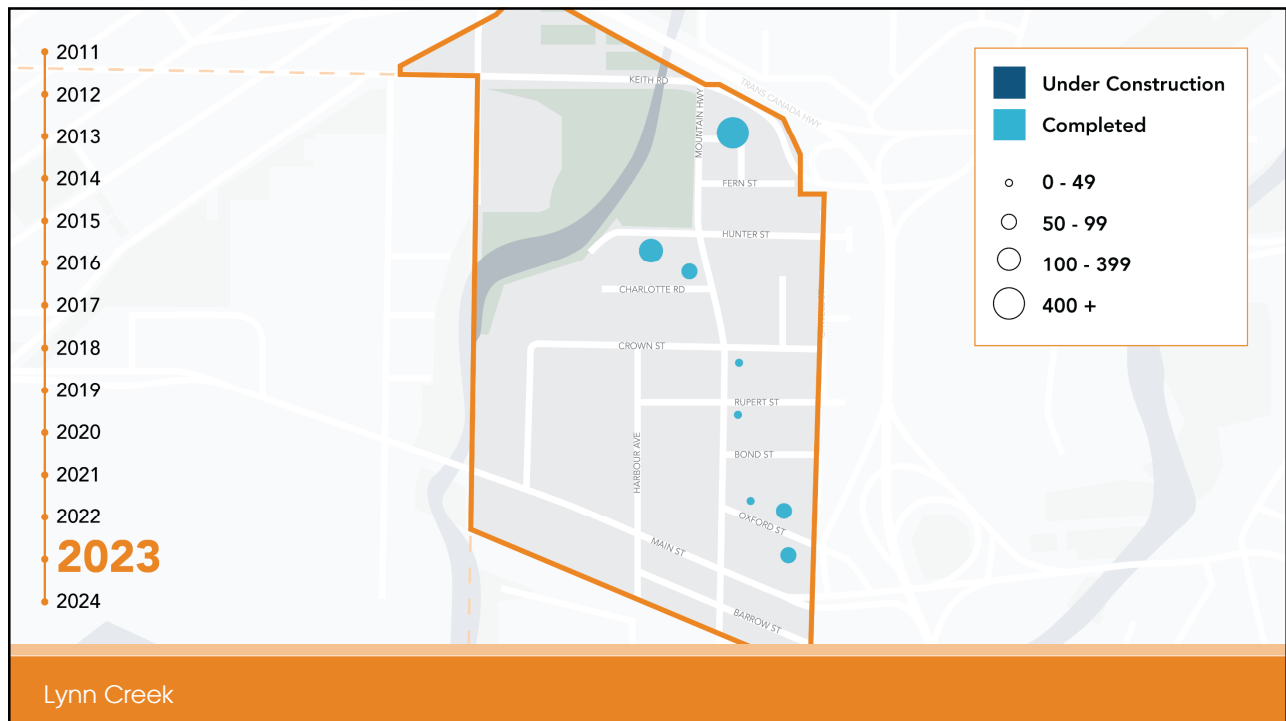 2011
2012
2013
2014
2015
2016
2017
2018
2019
2020
2021
2022
2023
2024
KEITH RD
TRANS CANADA HWY
MOUNTAIN HWY
FERN ST
HUNTER ST
CHARLOTTE RD
CROWN ST
RUPERT ST
HARBOUR AVE
BOND ST
OXFORD ST
MAIN ST
BARROW ST
Under Construction
Completed
0 - 49
50 - 99
100 - 399
400 +
Lynn Creek